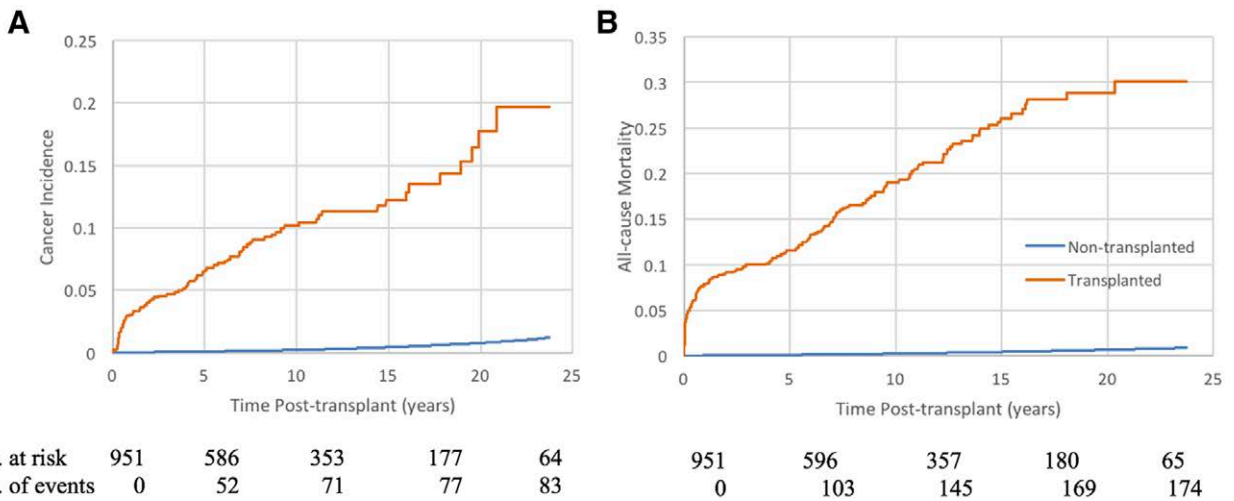 A
0.25
0.2
0.15
0.1
0.05
0
Cancer Incidence
0 5 10 15 20 25
Time Post-transplant (years)
. at risk 951 586 353 177 64
. of events 0 52 71 77 83
B
0.35
0.3
0.25
0.2
0.15
0.1
0.05
0
All-cause Mortality
Non-transplanted
Transplanted
0 5 10 15 20 25
Time Post-transplant (years)
951 596 357 180 65
0 103 145 169 174